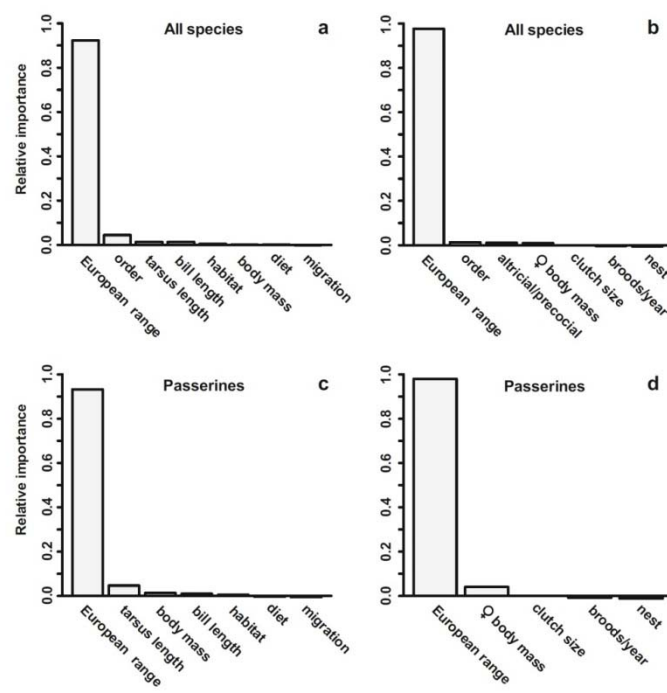 All species a
Relative importance
1.0
0.8
0.6
0.4
0.2
0.0
European range
order
tarsus length
bill length
habitat
body mass
diet
migration
All species b
1.0
0.8
0.6
0.4
0.2
0.0
European range
order
altricial/precocial
♀ body mass
clutch size
broods/year
nest
Passerines c
Relative importance
1.0
0.8
0.6
0.4
0.2
0.0
European range
tarsus length
body mass
bill length
habitat
diet
migration
Passerines d
1.0
0.8
0.6
0.4
0.2
0.0
European range
♀ body mass
clutch size
broods/year
nest